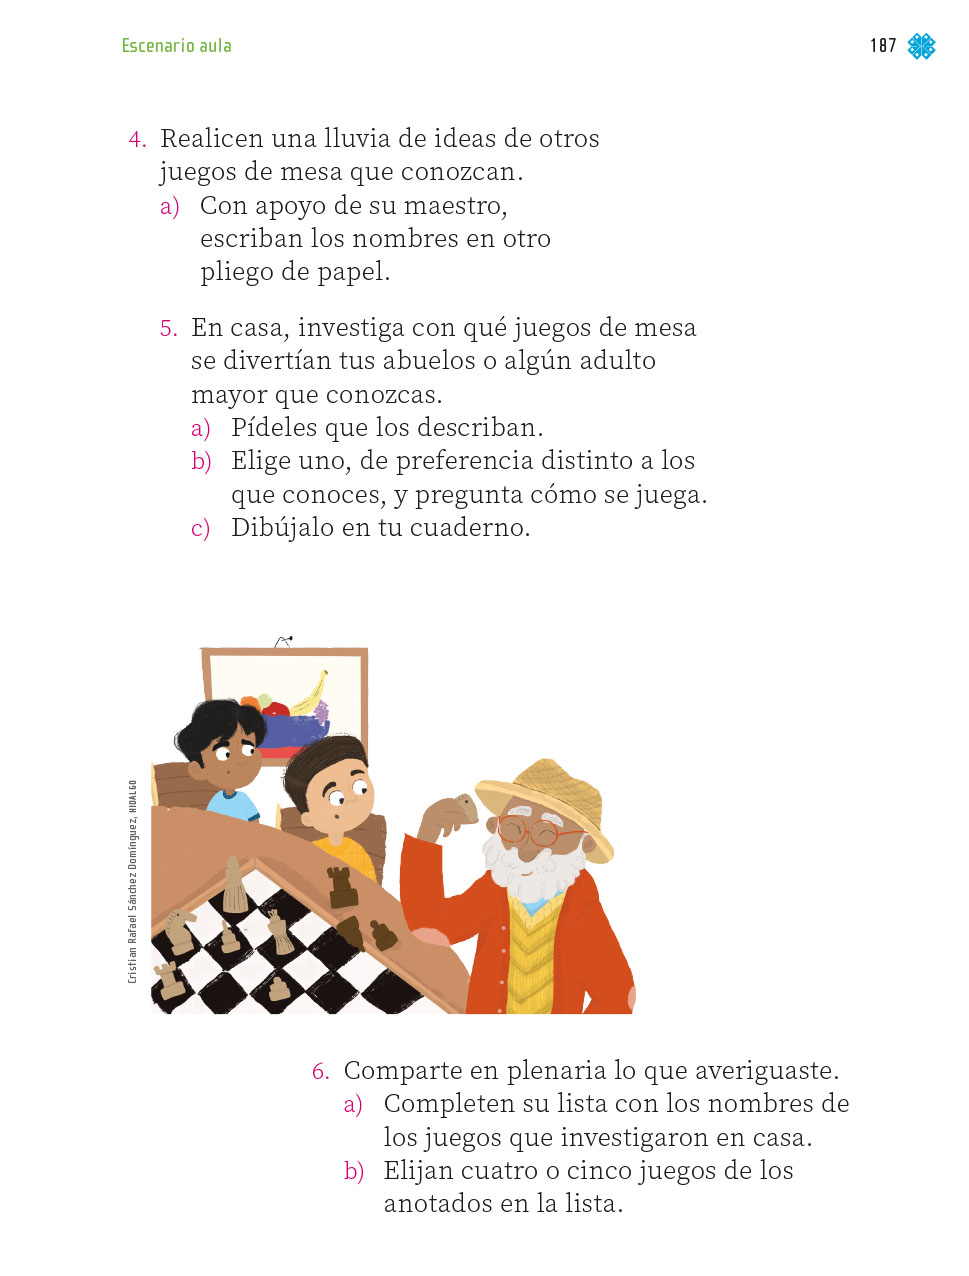 Escenario aula
187
4. Realicen una lluvia de ideas de otros
juegos de mesa que conozcan.
a) Con apoyo de su maestro,
escriban los nombres en otro
pliego de papel.
5. En casa, investiga con qué juegos de mesa
se divertían tus abuelos o algún adulto
mayor que conozcas.
a) Pídeles que los describan.
b) Elige uno, de preferencia distinto a los
que conoces, y pregunta cómo se juega.
c) Dibújalo en tu cuaderno.
Cristian Rafael Sánchez Domínguez, HIDALGO
6. Comparte en plenaria lo que averiguaste.
a) Completen su lista con los nombres de
los juegos que investigaron en casa.
b) Elijan cuatro o cinco juegos de los
anotados en la lista.